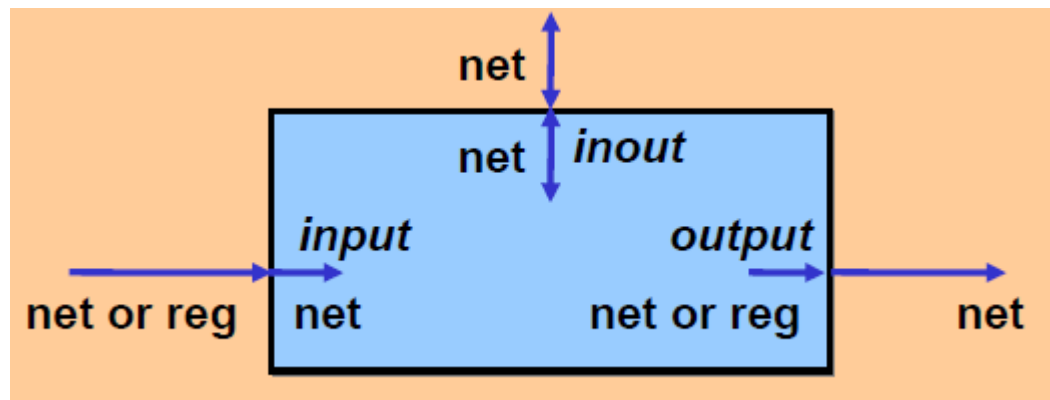 net
net inout
input
output
net or reg
net
net or reg
net